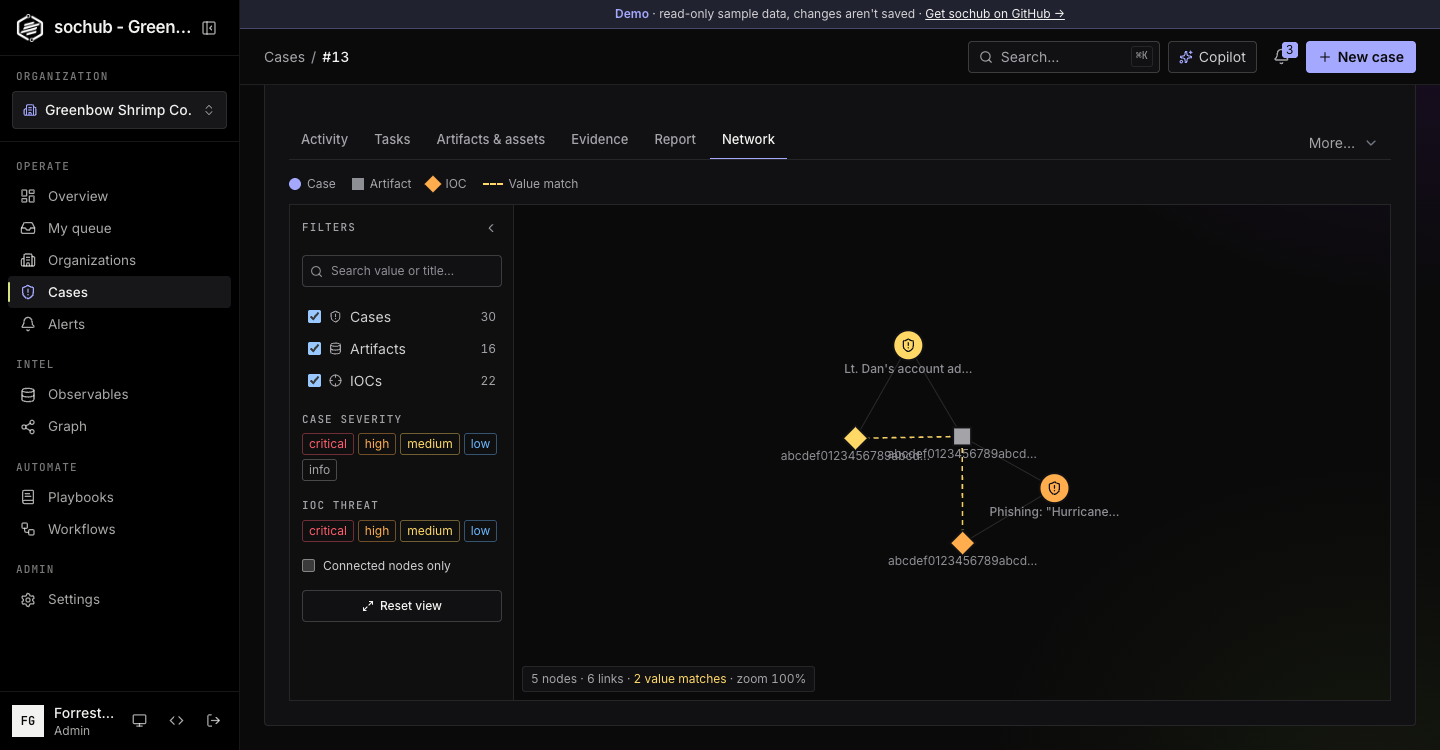 Demo · read-only sample data, changes aren't saved · Get sochub on GitHub →
sochub - Green...
ORGANIZATION
Greenbow Shrimp Co.
OPERATE
Overview
My queue
Organizations
Cases
Alerts
INTEL
Observables
Graph
AUTOMATE
Playbooks
Workflows
ADMIN
Settings
FG
Forrest...
Admin
Cases / #13
Search...
⌘K
Copilot
3
New case
Activity
Tasks
Artifacts & assets
Evidence
Report
Network
More...
Case
Artifact
IOC
Value match
FILTERS
Search value or title...
Cases 30
Artifacts 16
IOCs 22
CASE SEVERITY
critical high medium low
info
IOC THREAT
critical high medium low
Connected nodes only
Reset view
Lt. Dan's account ad...
abcdef0123456789abcd...
abcdef0123456789abcd...
Phishing: "Hurricane...
abcdef0123456789abcd...
5 nodes · 6 links · 2 value matches · zoom 100%